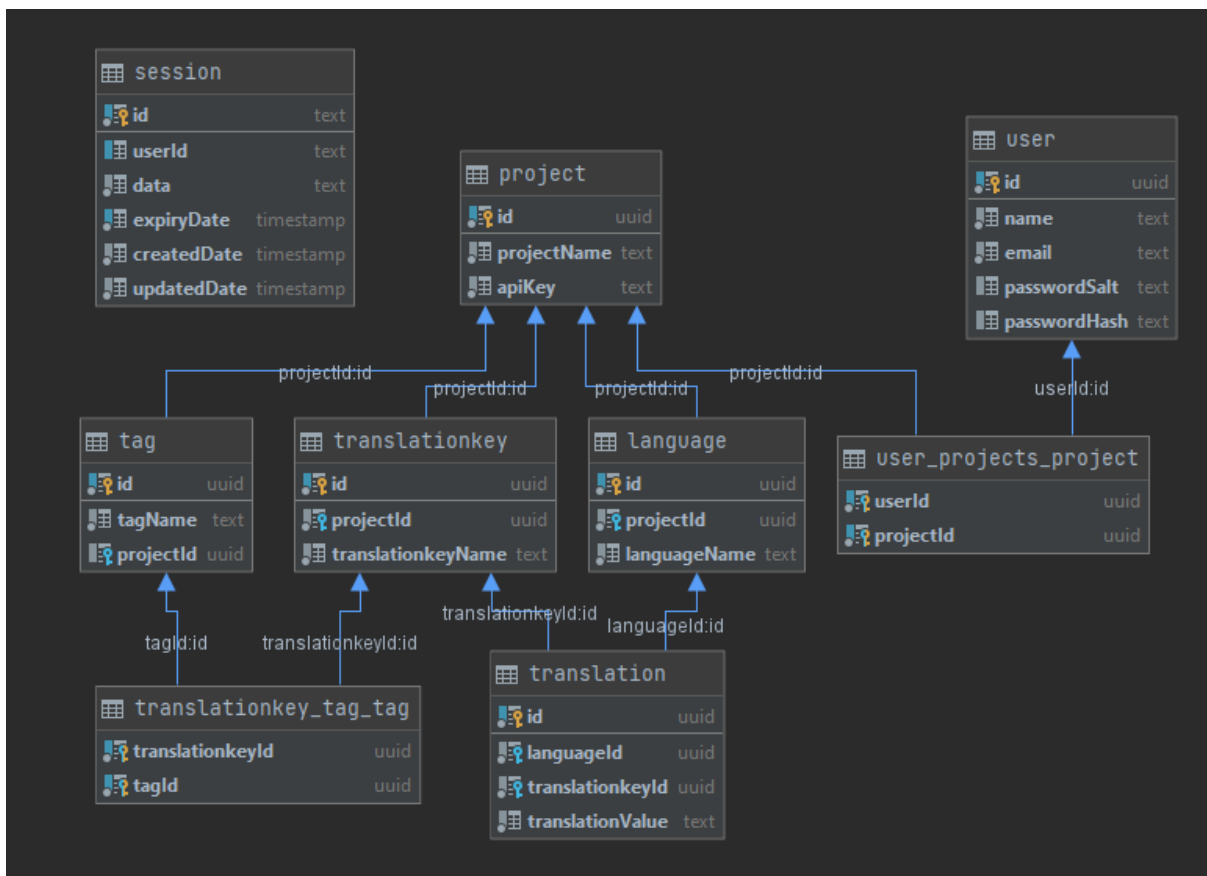 session
id text
userId text
data text
expiryDate timestamp
createdDate timestamp
updatedDate timestamp
project
id uuid
projectName text
apiKey text
user
id uuid
name text
email text
passwordSalt text
passwordHash text
projectId:id
projectId:id
projectId:id
projectId:id
userId:id
tag
id uuid
tagName text
projectId uuid
translationkey
id uuid
projectId uuid
translationkeyName text
language
id uuid
projectId uuid
languageName text
user_projects_project
userId uuid
projectId uuid
tagId:id
translationkeyId:id
translationkeyId:id
languageId:id
translationkey_tag_tag
translationkeyId uuid
tagId uuid
translation
id uuid
languageId uuid
translationkeyId uuid
translationValue text